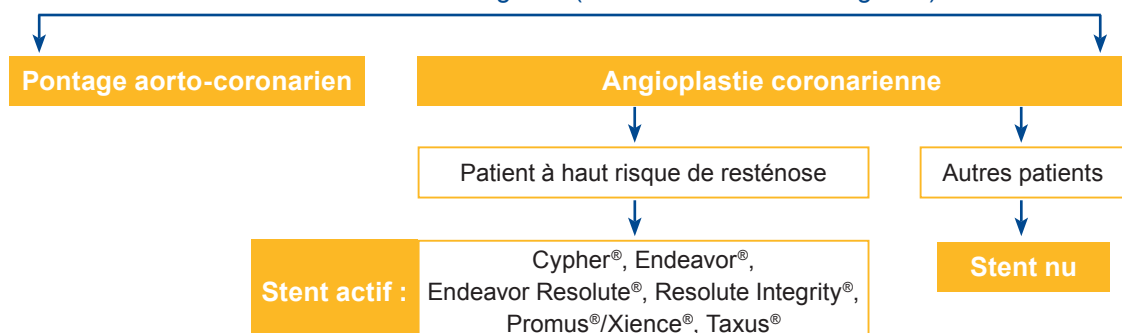 Pontage aorto-coronarien
Angioplastie coronarienne
Patient à haut risque de resténose
Autres patients
Stent actif :
Cypher®, Endeavor®,
Endeavor Resolute®, Resolute Integrity®,
Promus®/Xience®, Taxus®
Stent nu